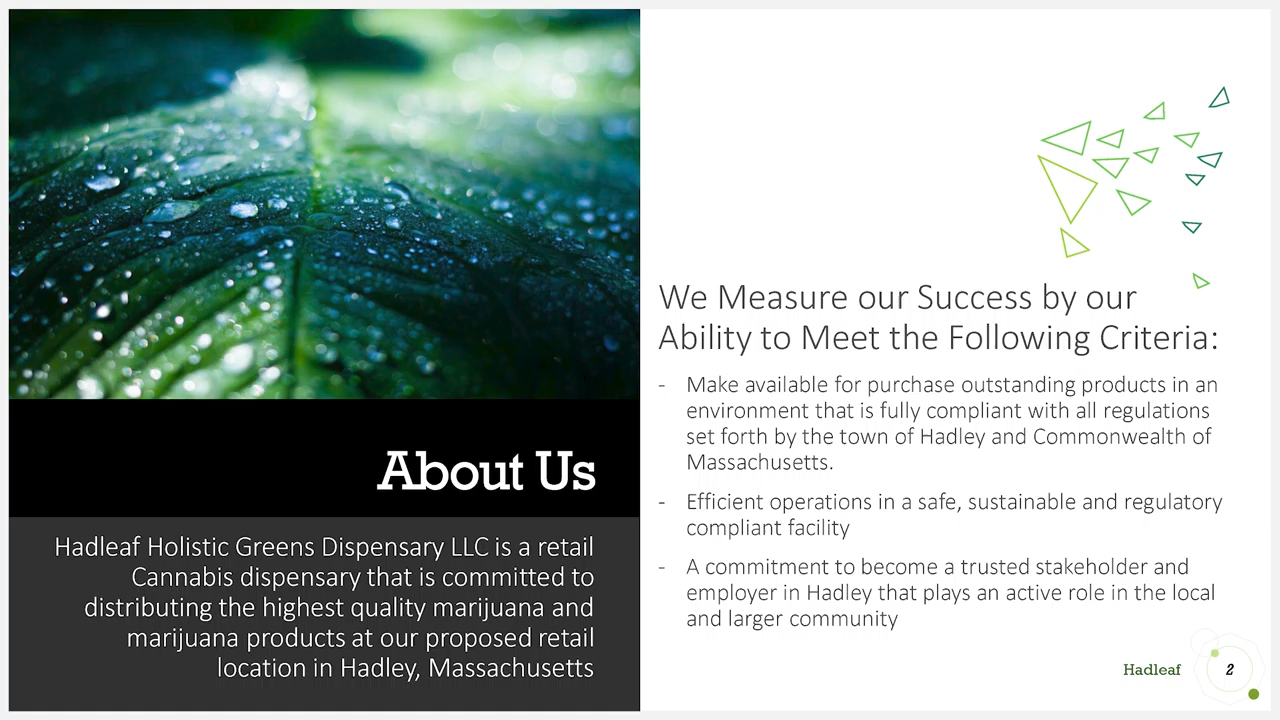 About Us
Hadleaf Holistic Greens Dispensary LLC is a retail
Cannabis dispensary that is committed to
distributing the highest quality marijuana and
marijuana products at our proposed retail
location in Hadley, Massachusetts
We Measure our Success by our
Ability to Meet the Following Criteria:
- Make available for purchase outstanding products in an
environment that is fully compliant with all regulations
set forth by the town of Hadley and Commonwealth of
Massachusetts.
- Efficient operations in a safe, sustainable and regulatory
compliant facility
- A commitment to become a trusted stakeholder and
employer in Hadley that plays an active role in the local
and larger community
Hadleaf 2